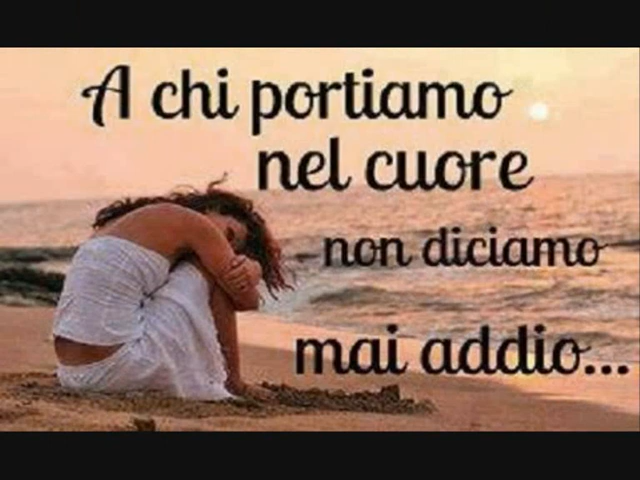 A chi portiamo
nel cuore
non diciamo
mai addio...